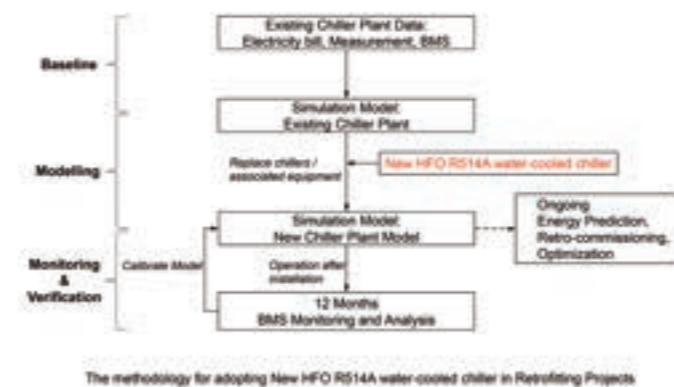 Existing Chiller Plant Data:
Electricity bill, Measurement, BMS
Baseline
Simulation Model:
Existing Chiller Plant
Replace chillers /
associated equipment
New HFO R514A water-cooled chiller
Modelling
Simulation Model:
New Chiller Plant Model
Ongoing
Energy Prediction,
Retro-commissioning,
Optimization
Monitoring
&
Verification
Calibrate Model
Operation after
installation
12 Months
BMS Monitoring and Analysis
The methodology for adopting New HFO R514A water-cooled chiller in Retrofitting Projects